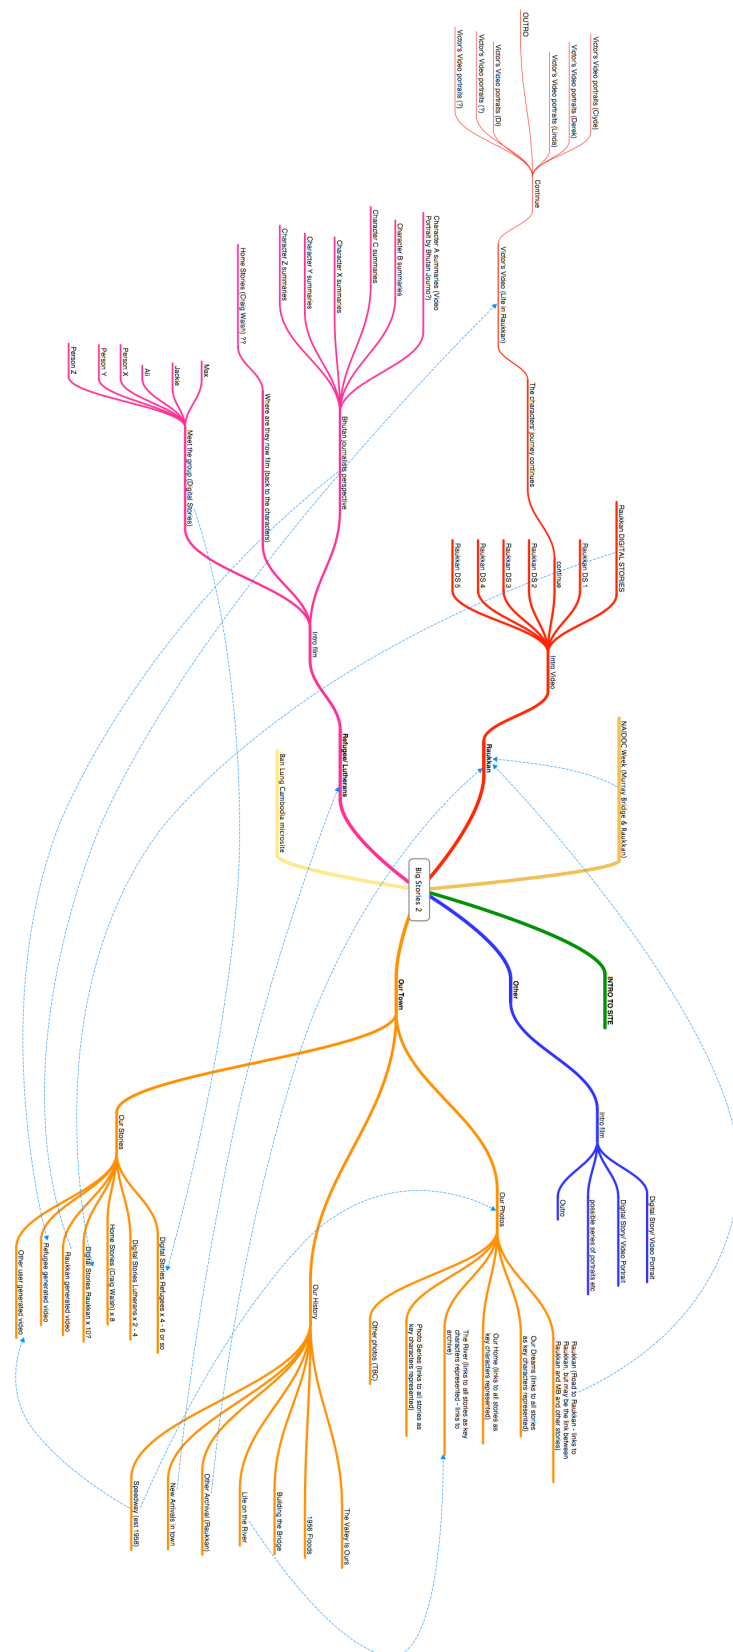 Big Stories 2
INTRO TO SITE
Other
Intro film
Digital Story/ Video Portrait
Digital Story/ Video Portrait
possible series of portraits etc
Outro
Our Town
Our Photos
Raukkan (Road to Raukkan - links to
Raukkan, but may be the link between
Raukkan and MB and other stories)
Our Dreams (links to all stories
as key characters represented)
Our Home (links to all stories as
key characters represented)
The River (links to all stories as key
characters represented - links to
archive)
Photo Series (links to all stories as
key characters represented)
Other photos (TBC)
Our History
The Valley Is Ours
1956 Floods
Building the Bridge
Life on the River
Other Archival (Raukkan)
New Arrivals in town
Speedway (est 1958)
Our Stories
Digital Stories Refugees x 4 - 6 or so
Digital Stories Lutherans x 2 - 4
Home Stories (Craig Walsh) x 8
Digital Stories Raukkan x 10?
Raukkan generated video
Refugee generated video
Other user generated video
NAIDOC Week (Murray Bridge & Raukkan)
Raukkan
Intro Video
Raukkan DIGITAL STORIES
Raukkan DS 1
continue
Raukkan DS 2
Raukkan DS 3
Raukkan DS 4
Raukkan DS 5
The characters' journey continues
Victor's Video (Life in Raukkan)
Continue
Victor's Video portraits (Clyde)
Victor's Video portraits (Derek)
Victor's Video portraits (Linda)
OUTRO
Victor's Video portraits (Di)
Victor's Video portraits (?)
Victor's Video portraits (?)
Refugee/ Lutherans
Intro film
Bhutan journalists perspective
Character A summaries (Video
Portrait by Bhutan Journo?)
Character B summaries
Character C summaries
Character X summaries
Character Y summaries
Character Z summaries
Where are they now film (back to the characters)
Home Stories (Craig Walsh) ??
Meet the group (Digital Stories)
Max
Jackie
Ali
Person X
Person Y
Person Z
Ban Lung Cambodia microsite